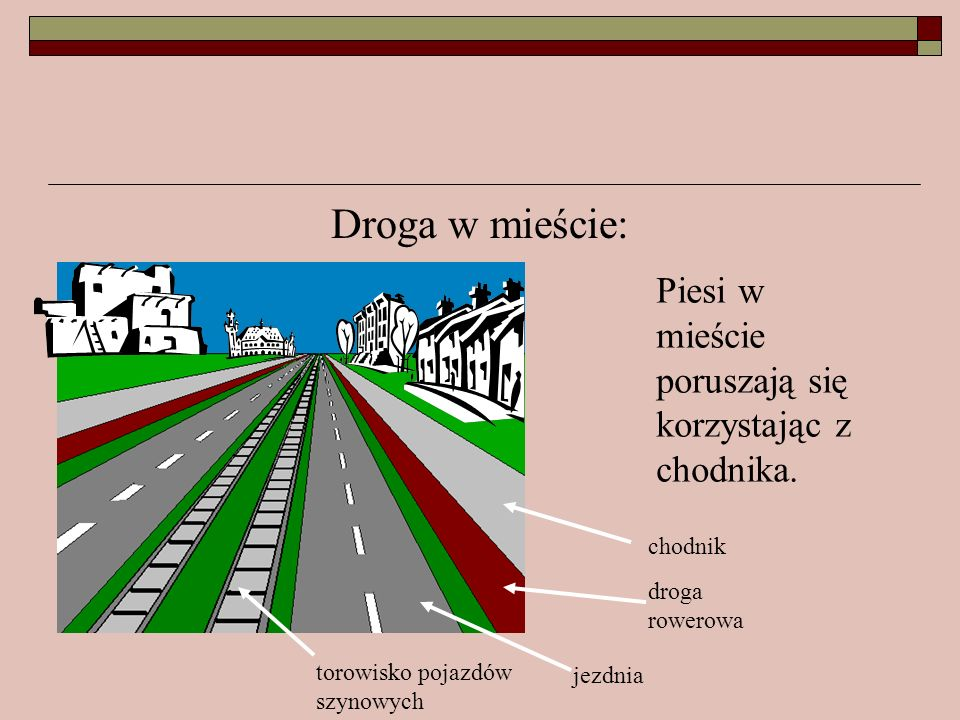 Droga w mieście:
Piesi w
mieście
poruszają się
korzystając z
chodnika.
chodnik
droga
rowerowa
torowisko pojazdów
szynowych
jezdnia